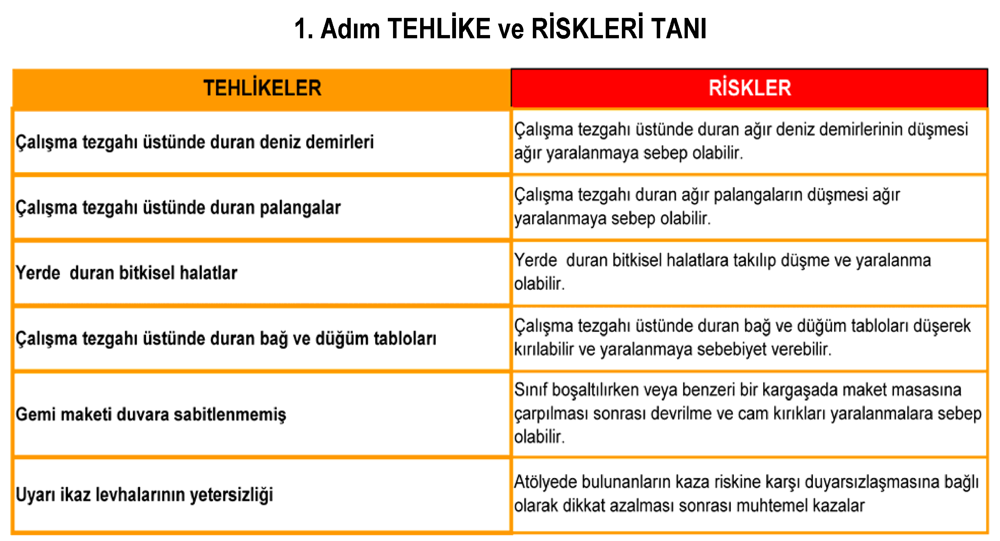 1. Adım TEHLİKE ve RİSKLERİ TANI
TEHLİKELER
RİSKLER
Çalışma tezgahı üstünde duran deniz demirleri
Çalışma tezgahı üstünde duran ağır deniz demirlerinin düşmesi
ağır yaralanmaya sebep olabilir.
Çalışma tezgahı üstünde duran palangalar
Çalışma tezgahı duran ağır palangaların düşmesi ağır
yaralanmaya sebep olabilir.
Yerde  duran bitkisel halatlar
Yerde  duran bitkisel halatlara takılıp düşme ve yaralanma
olabilir.
Çalışma tezgahı üstünde duran bağ ve düğüm tabloları
Çalışma tezgahı üstünde duran bağ ve düğüm tabloları düşerek
kırılabilir ve yaralanmaya sebebiyet verebilir.
Gemi maketi duvara sabitlenmemiş
Sınıf boşaltılırken veya benzeri bir kargaşada maket masasına
çarpılması sonrası devrilme ve cam kırıkları yaralanmalara sebep
olabilir.
Uyarı ikaz levhalarının yetersizliği
Atölyede bulunanların kaza riskine karşı duyarsızlaşmasına bağlı
olarak dikkat azalması sonrası muhtemel kazalar